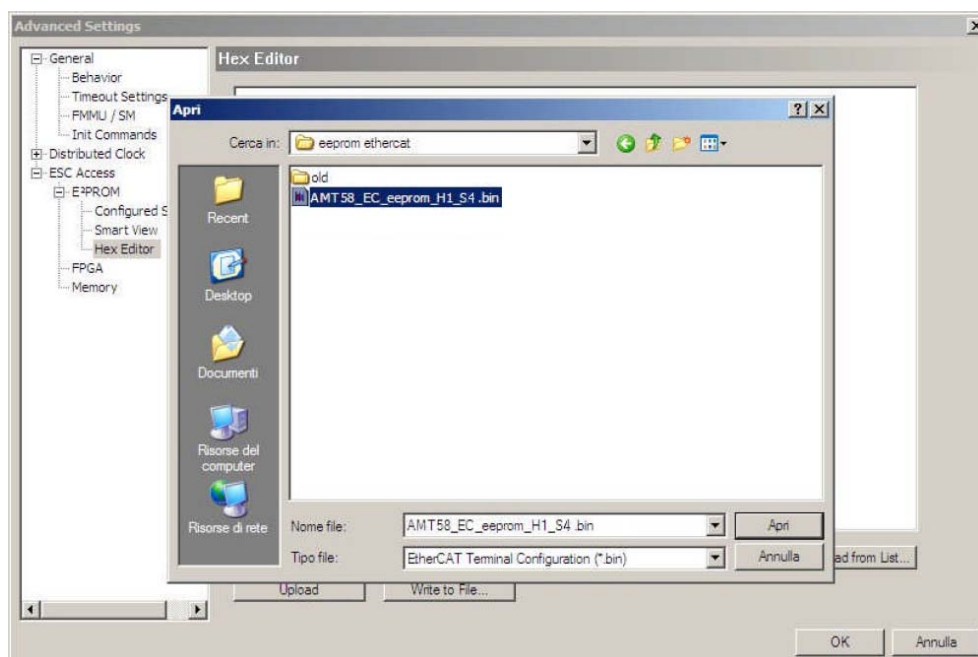 Advanced Settings
General
Behavior
Timeout Settings
FMMU / SM
Init Commands
Distributed Clock
ESC Access
E²PROM
Configured S
Smart View
Hex Editor
FPGA
Memory
Hex Editor
Apri
Cerca in:
eeprom ethercat
Recent
Desktop
Documenti
Risorse del
computer
Risorse di rete
old
AMT58_EC_eeprom_H1_S4.bin
Nome file:
AMT58_EC_eeprom_H1_S4.bin
Apri
Tipo file:
EtherCAT Terminal Configuration (*.bin)
Annulla
ad from List...
Upload
Write to File...
OK
Annulla